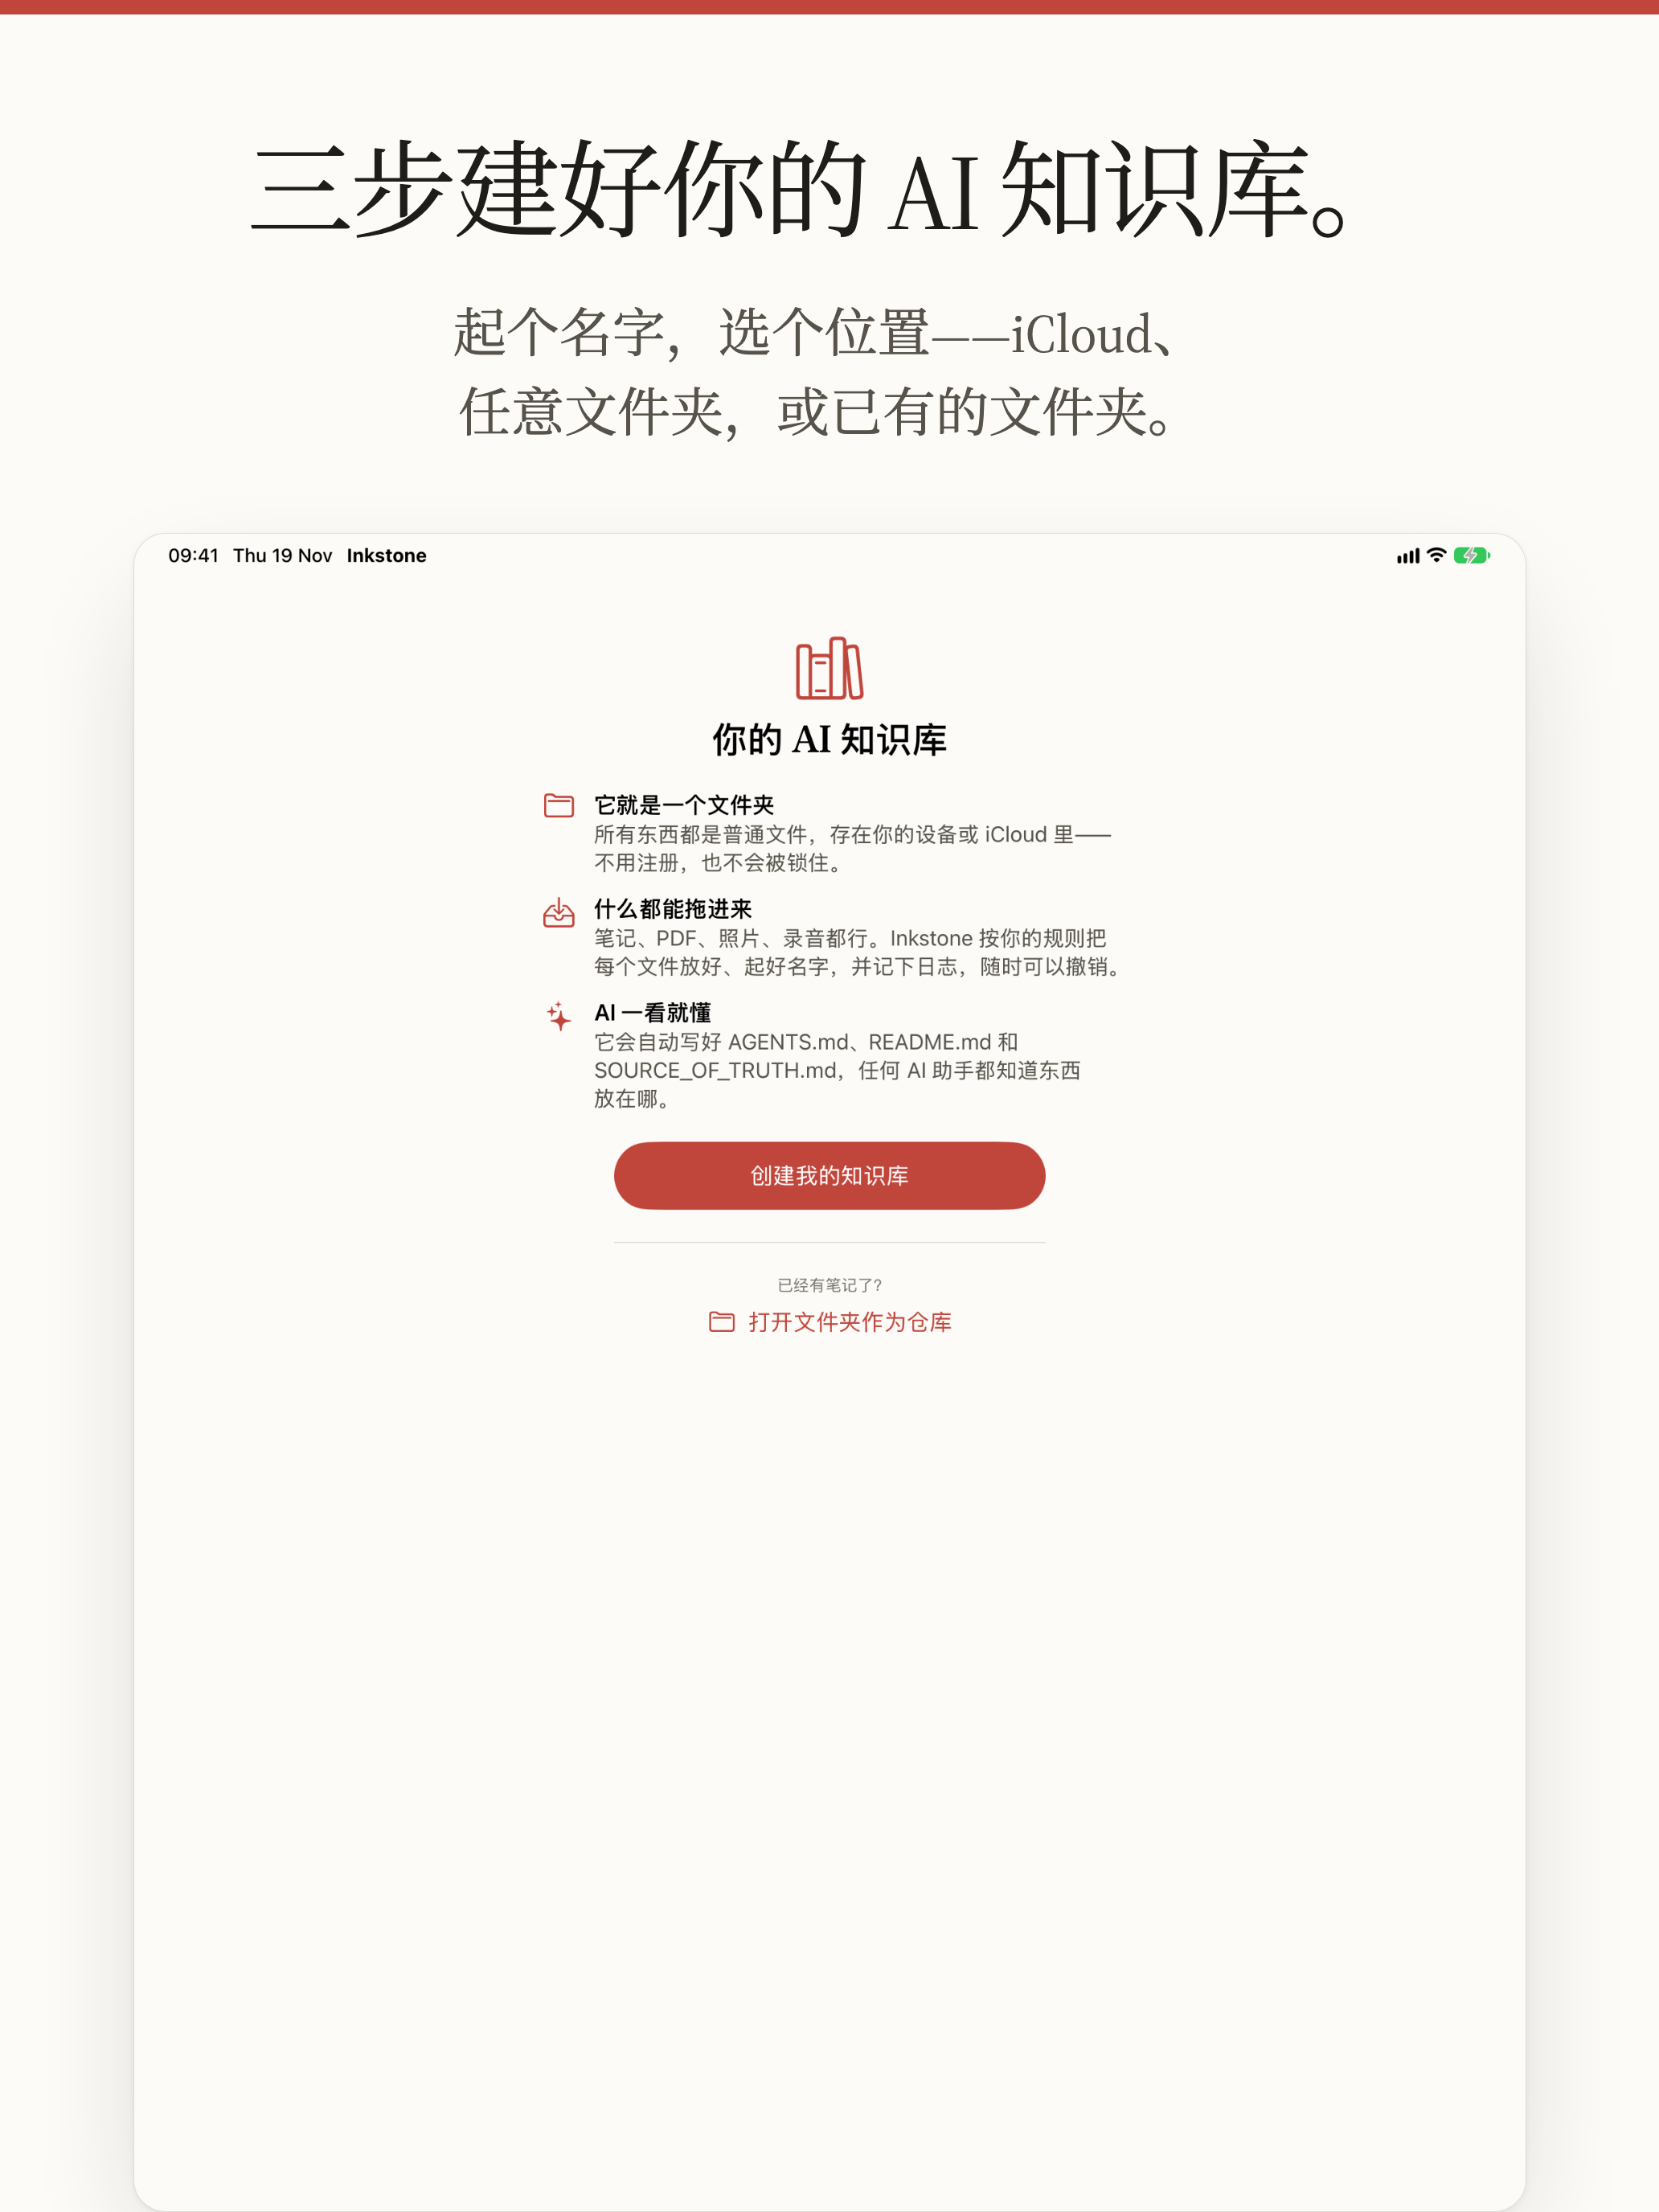 三步建好你的 AI 知识库。
起个名字，选个位置——iCloud、
任意文件夹，或已有的文件夹。
09:41 Thu 19 Nov Inkstone
你的 AI 知识库
它就是一个文件夹
所有东西都是普通文件，存在你的设备或 iCloud 里——
不用注册，也不会被锁住。
什么都能拖进来
笔记、PDF、照片、录音都行。Inkstone 按你的规则把
每个文件放好、起好名字，并记下日志，随时可以撤销。
AI 一看就懂
它会自动写好 AGENTS.md、README.md 和
SOURCE_OF_TRUTH.md，任何 AI 助手都知道东西
放在哪。
创建我的知识库
已经有笔记了？
打开文件夹作为仓库